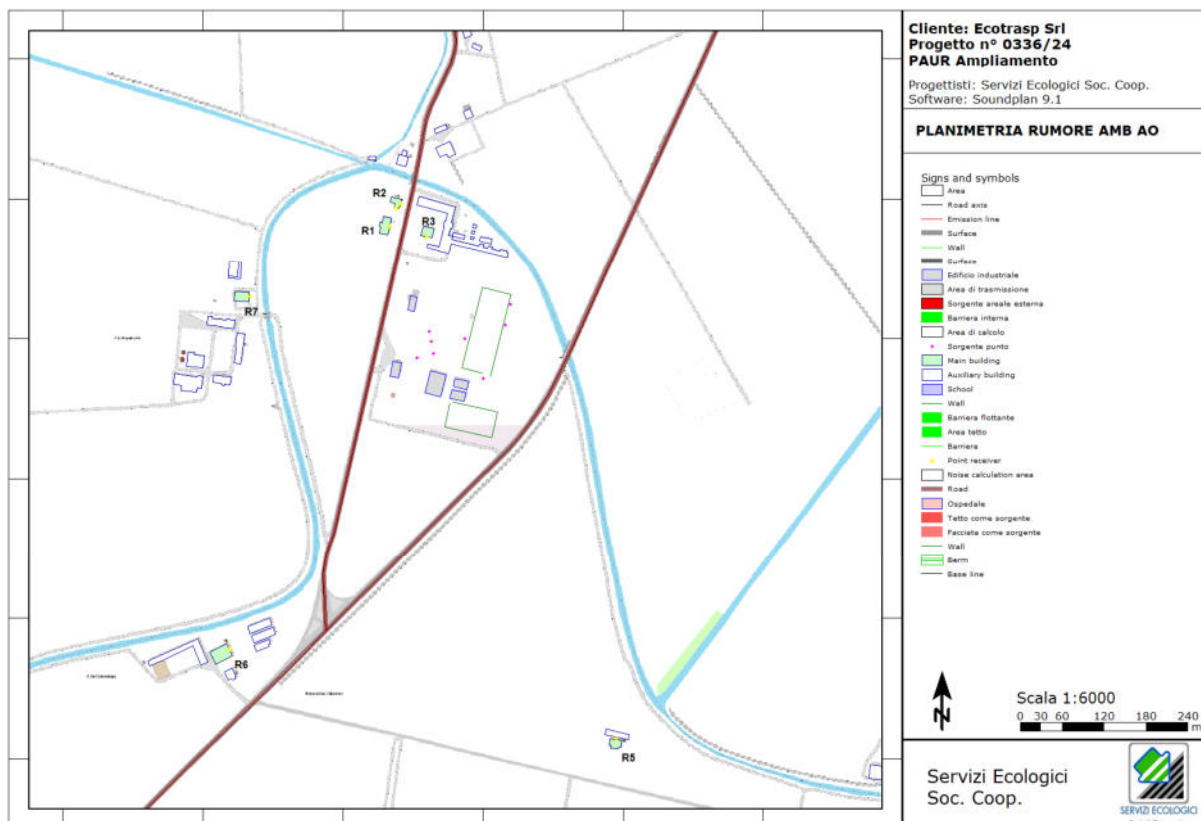 Cliente: Ecotrasp Srl
Progetto n° 0336/24
PAUR Ampliamento
Progettisti: Servizi Ecologici Soc. Coop.
Software: Soundplan 9.1
PLANIMETRIA RUMORE AMB AO
Signs and symbols
Area
Road axis
Emission line
Surface
Wall
Surface
Edificio industriale
Area di trasmissione
Sorgente areale esterna
Barriera interna
Area di calcolo
Sorgente punto
Main building
Auxiliary building
School
Wall
Barriera flottante
Area tetto
Barriera
Point receiver
Noise calculation area
Road
Ospedale
Tetto come sorgente
Facciata come sorgente
Wall
Berm
Base line
R2
R1
R3
R7
R6
R5
N
Scala 1:6000
0 30 60 120 180 240
m
Servizi Ecologici
Soc. Coop.
SERVIZI ECOLOGICI